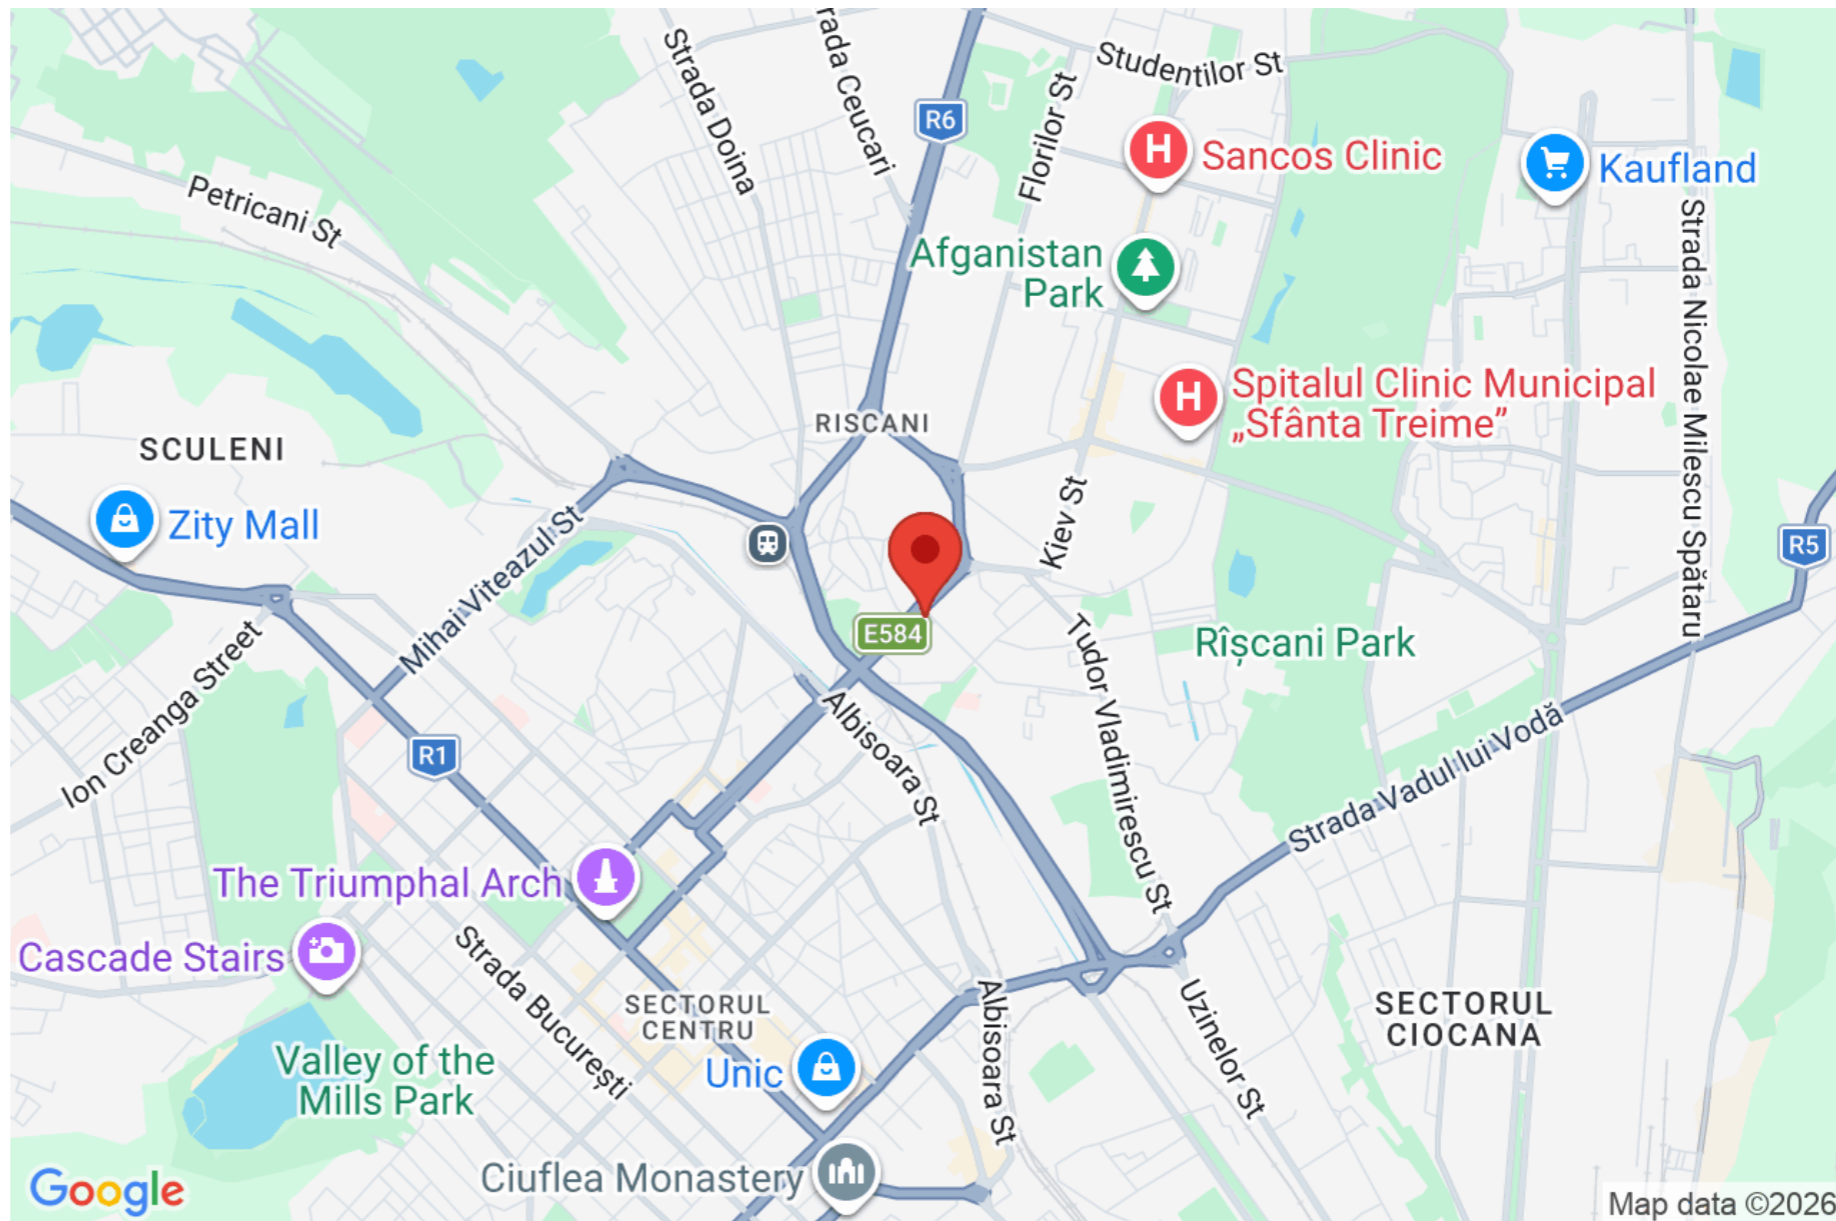 Strada Doina
rada Ceucari
R6
Florilor St
Studentilor St
Sancos Clinic
Kaufland
Petricani St
Afganistan
Park
Strada Nicolae Milescu Spătaru
Spitalul Clinic Municipal
„Sfânta Treime”
RISCANI
SCULENI
Zity Mall
Mihai Viteazul St
Kiev St
R5
E584
Rîșcani Park
Tudor Vladimirescu St
Ion Creanga Street
R1
Albisoara St
Strada Vadul lui Vodă
The Triumphal Arch
Cascade Stairs
Strada București
SECTORUL
CENTRU
Albisoara St
Uzinelor St
SECTORUL
CIOCANA
Valley of the
Mills Park
Unic
Ciuflea Monastery
Google
Map data ©2026